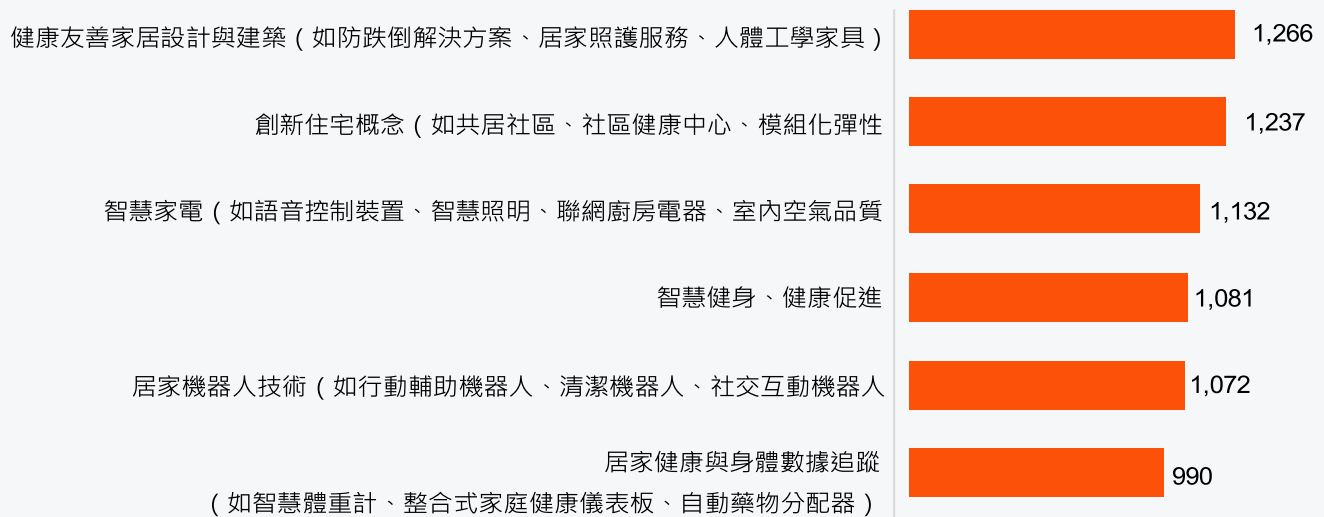 健康友善家居設計與建築（如防跌倒解決方案、居家照護服務、人體工學家具）
1,266
創新住宅概念（如共居社區、社區健康中心、模組化彈性
1,237
智慧家電（如語音控制裝置、智慧照明、聯網廚房電器、室內空氣品質
1,132
智慧健身、健康促進
1,081
居家機器人技術（如行動輔助機器人、清潔機器人、社交互動機器人
1,072
居家健康與身體數據追蹤
（如智慧體重計、整合式家庭健康儀表板、自動藥物分配器）
990